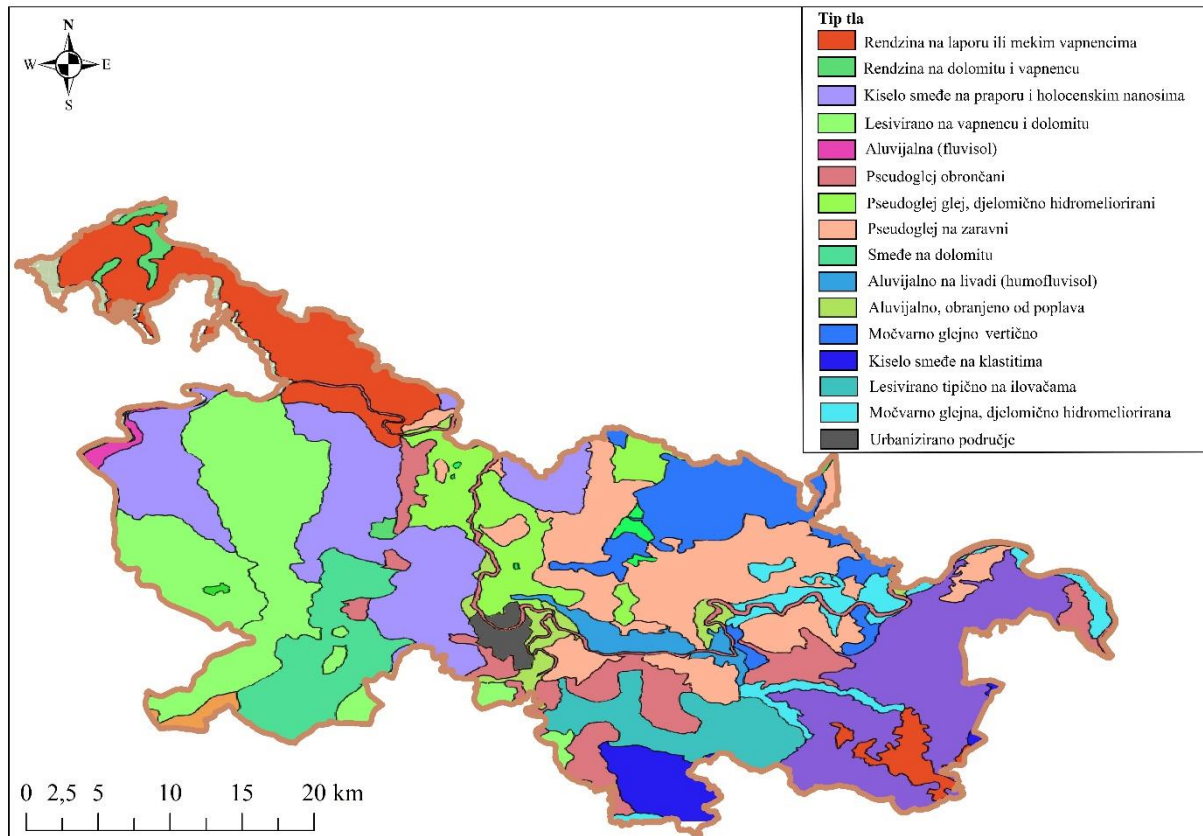 N
W E
S
Tip tla
Rendzina na laporu ili mekim vapnencima
Rendzina na dolomitu i vapnencu
Kiselo smeđe na praporu i holocenskim nanosima
Lesivirano na vapnencu i dolomitu
Aluvijalna (fluvisol)
Pseudoglej obrončani
Pseudoglej glej, djelomično hidromeliorirani
Pseudoglej na zaravni
Smeđe na dolomitu
Aluvijalno na livadi (humofluvisol)
Aluvijalno, obranjeno od poplava
Močvarno glejno vertično
Kiselo smeđe na klastitima
Lesivirano tipično na ilovačama
Močvarno glejna, djelomično hidromeliorirana
Urbanizirano područje
0 2,5 5 10 15 20 km